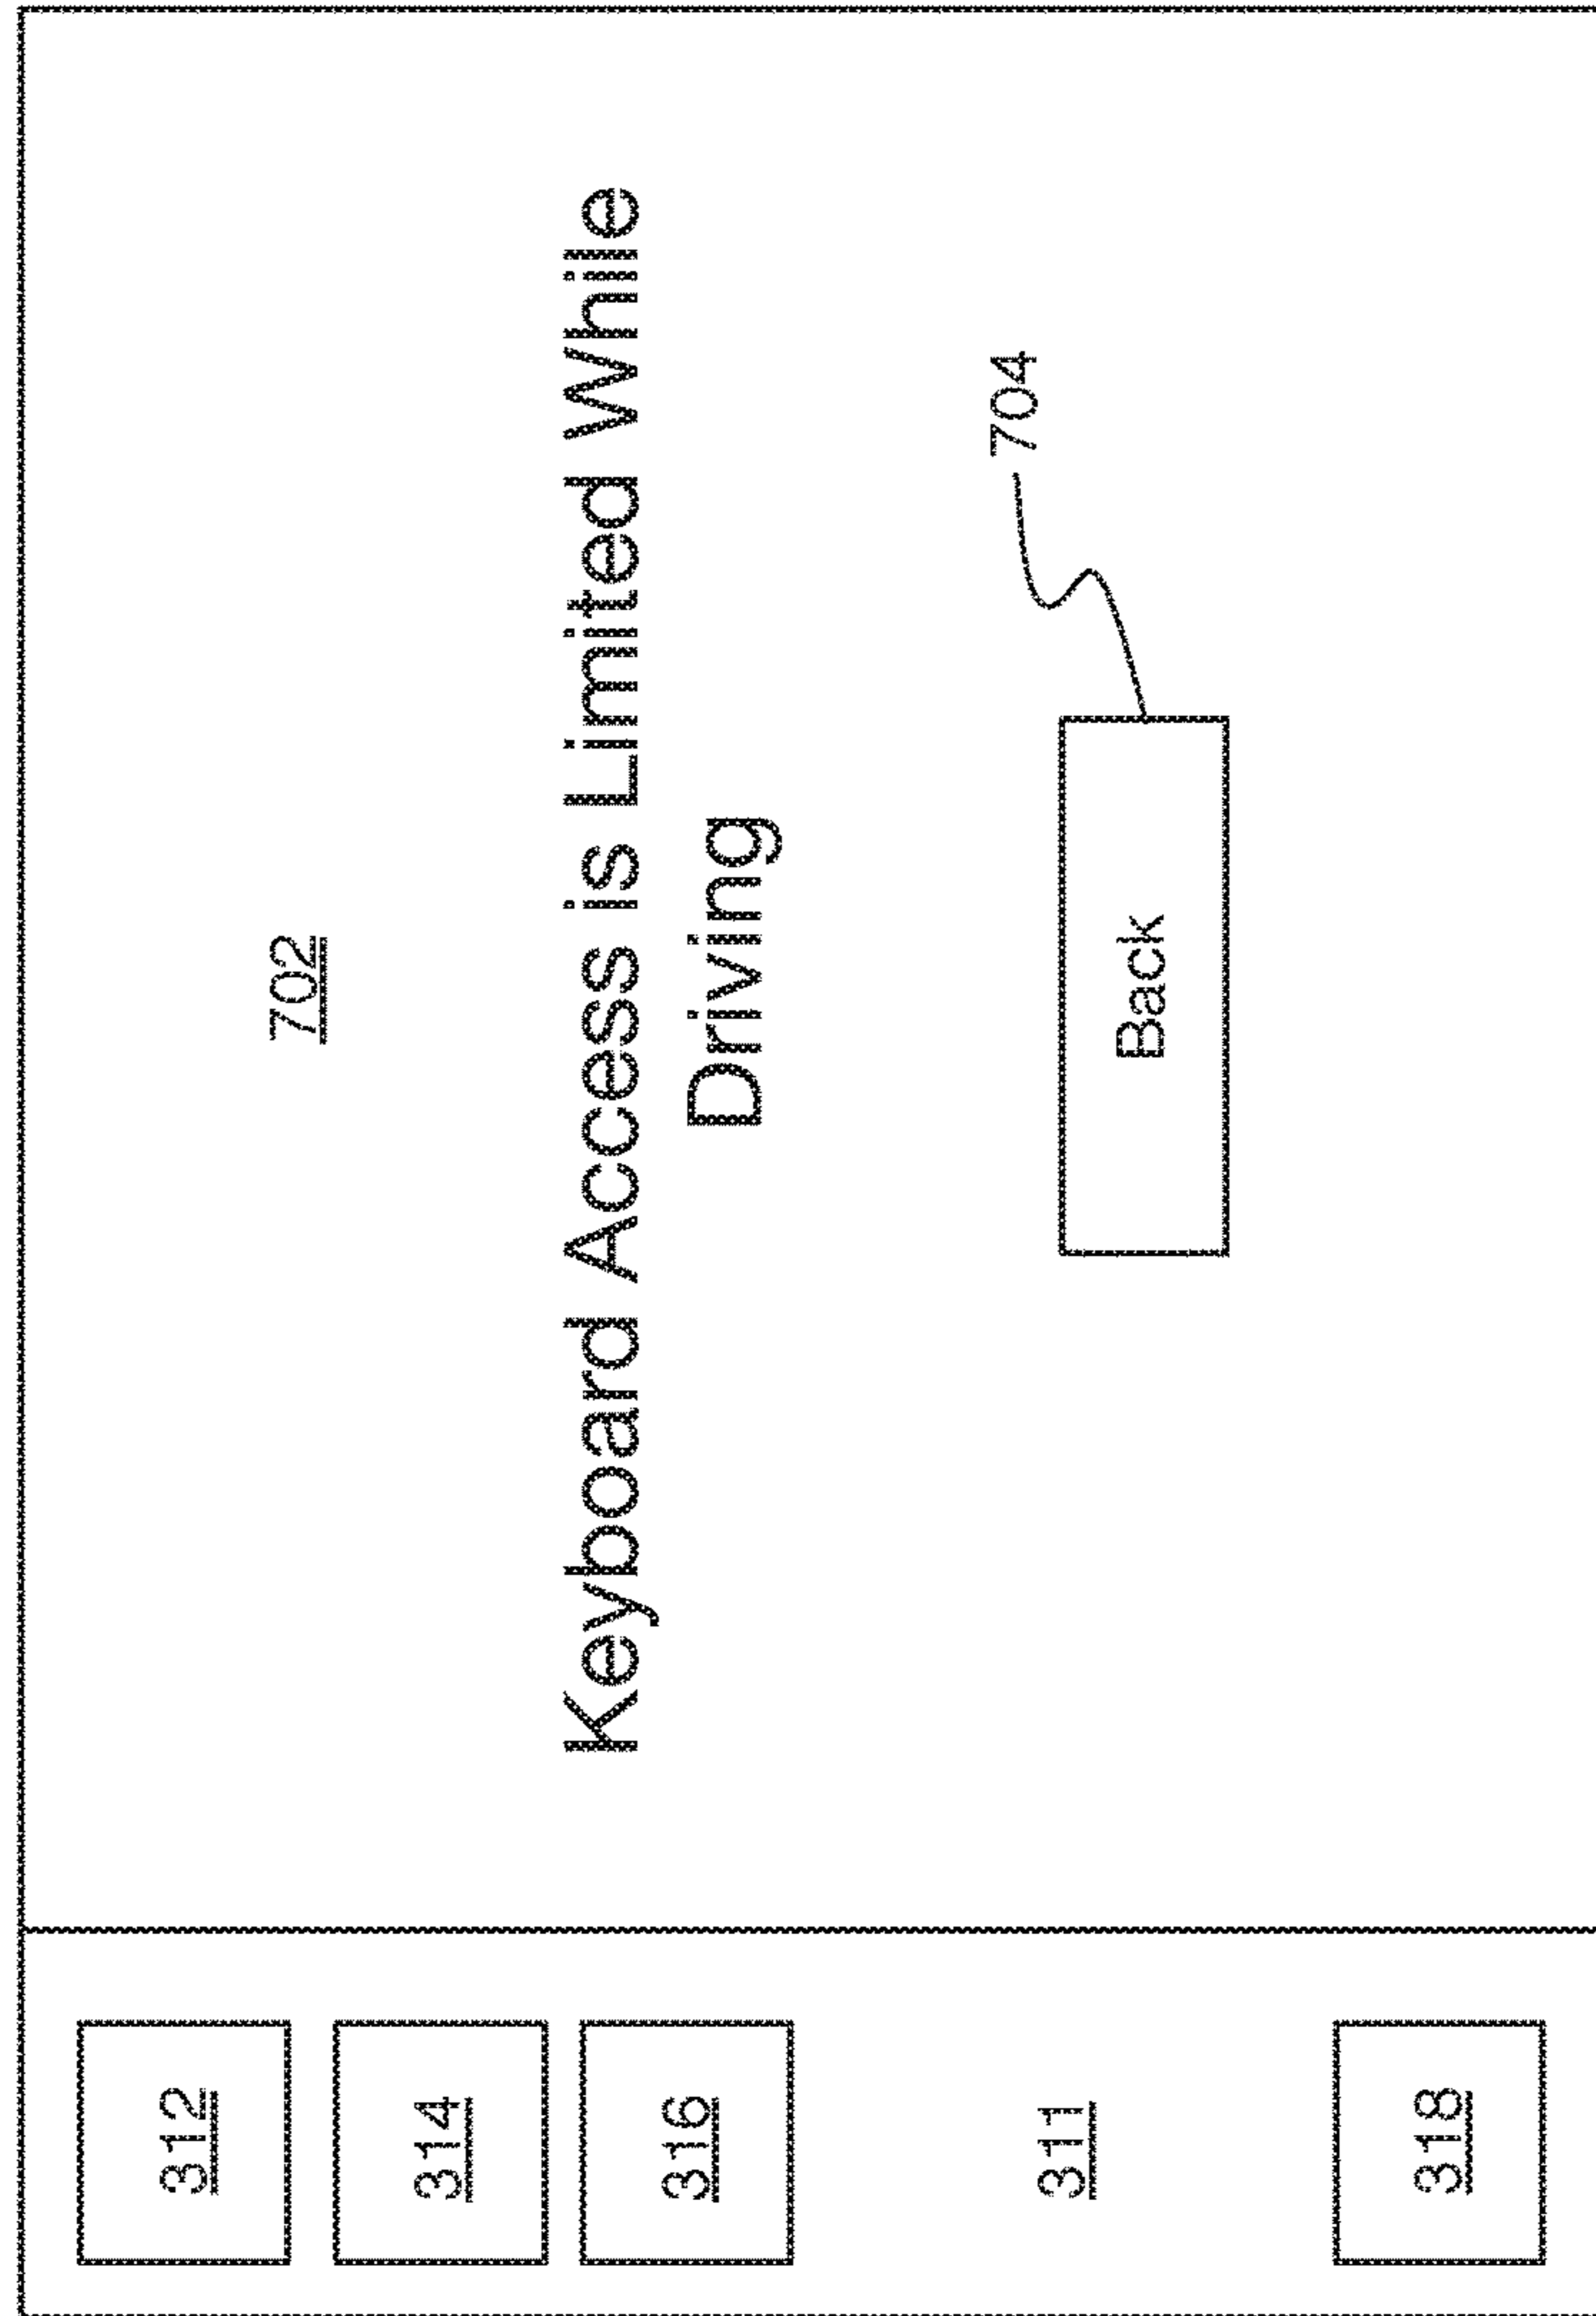 312
314
316
311
318
702
Keyboard Access is Limited While
Driving
704
Back